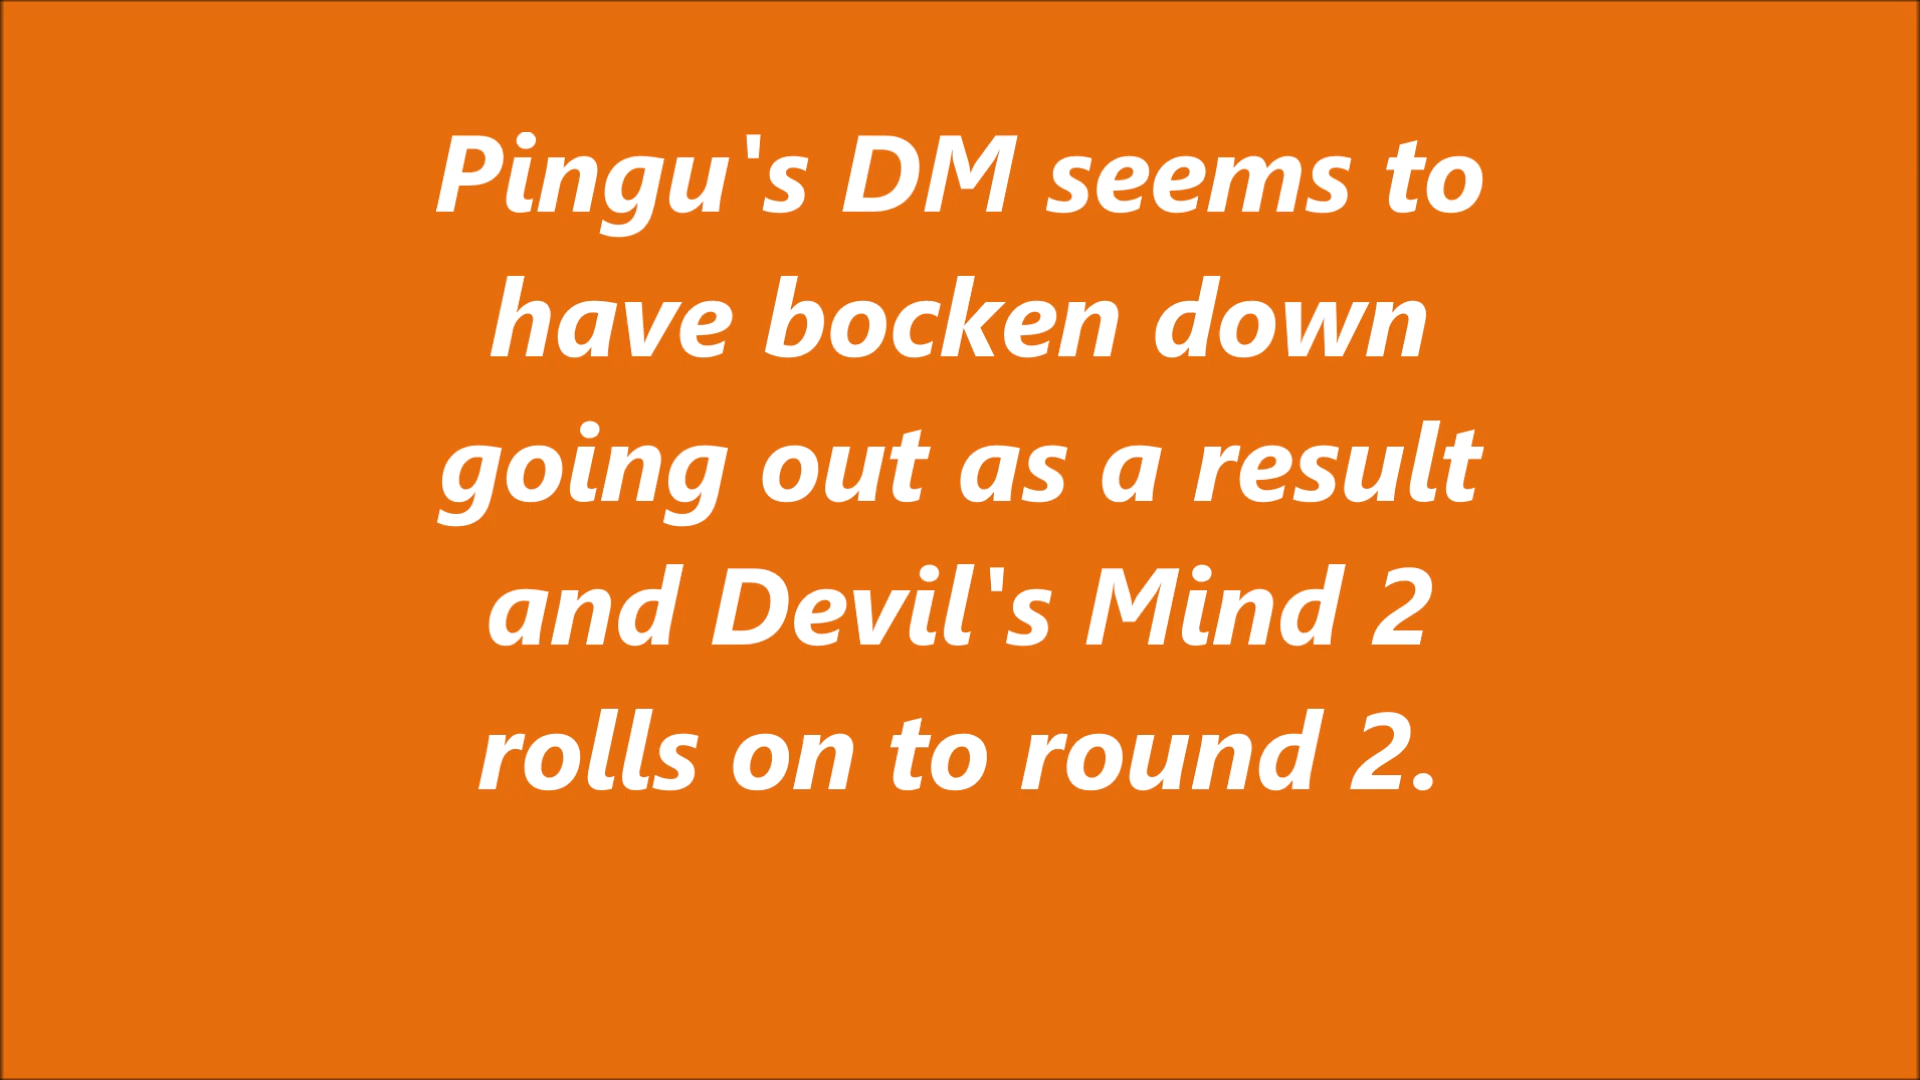 Pingu's DM seems to
have bocken down
going out as a result
and Devil's Mind 2
rolls on to round 2.